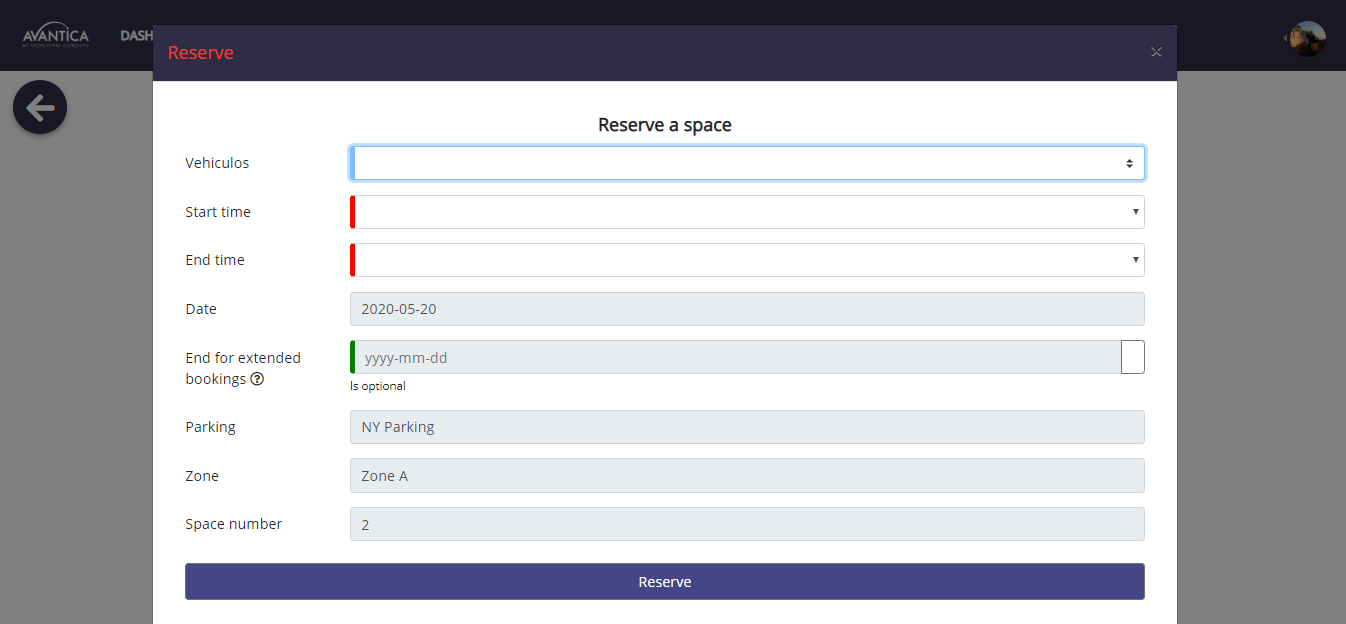 AVANTICA
an indecomm company
DASH
Reserve
Reserve a space
Vehiculos
Start time
End time
Date
2020-05-20
End for extended
bookings
yyyy-mm-dd
Is optional
Parking
NY Parking
Zone
Zone A
Space number
2
Reserve